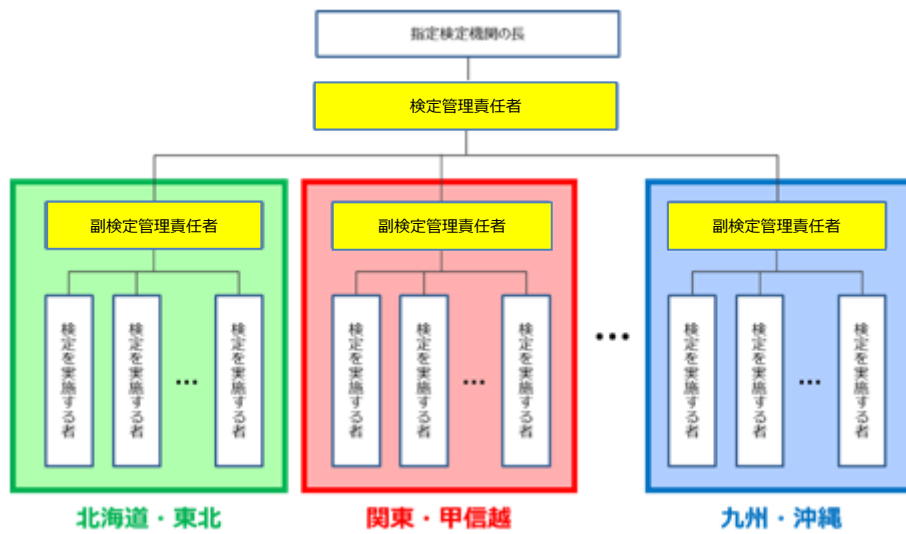 指定検定機関の長
検定管理責任者
副検定管理責任者
副検定管理責任者
副検定管理責任者
検定を実施する者
検定を実施する者
…
検定を実施する者
検定を実施する者
検定を実施する者
…
検定を実施する者
…
検定を実施する者
検定を実施する者
…
検定を実施する者
北海道・東北
関東・甲信越
九州・沖縄